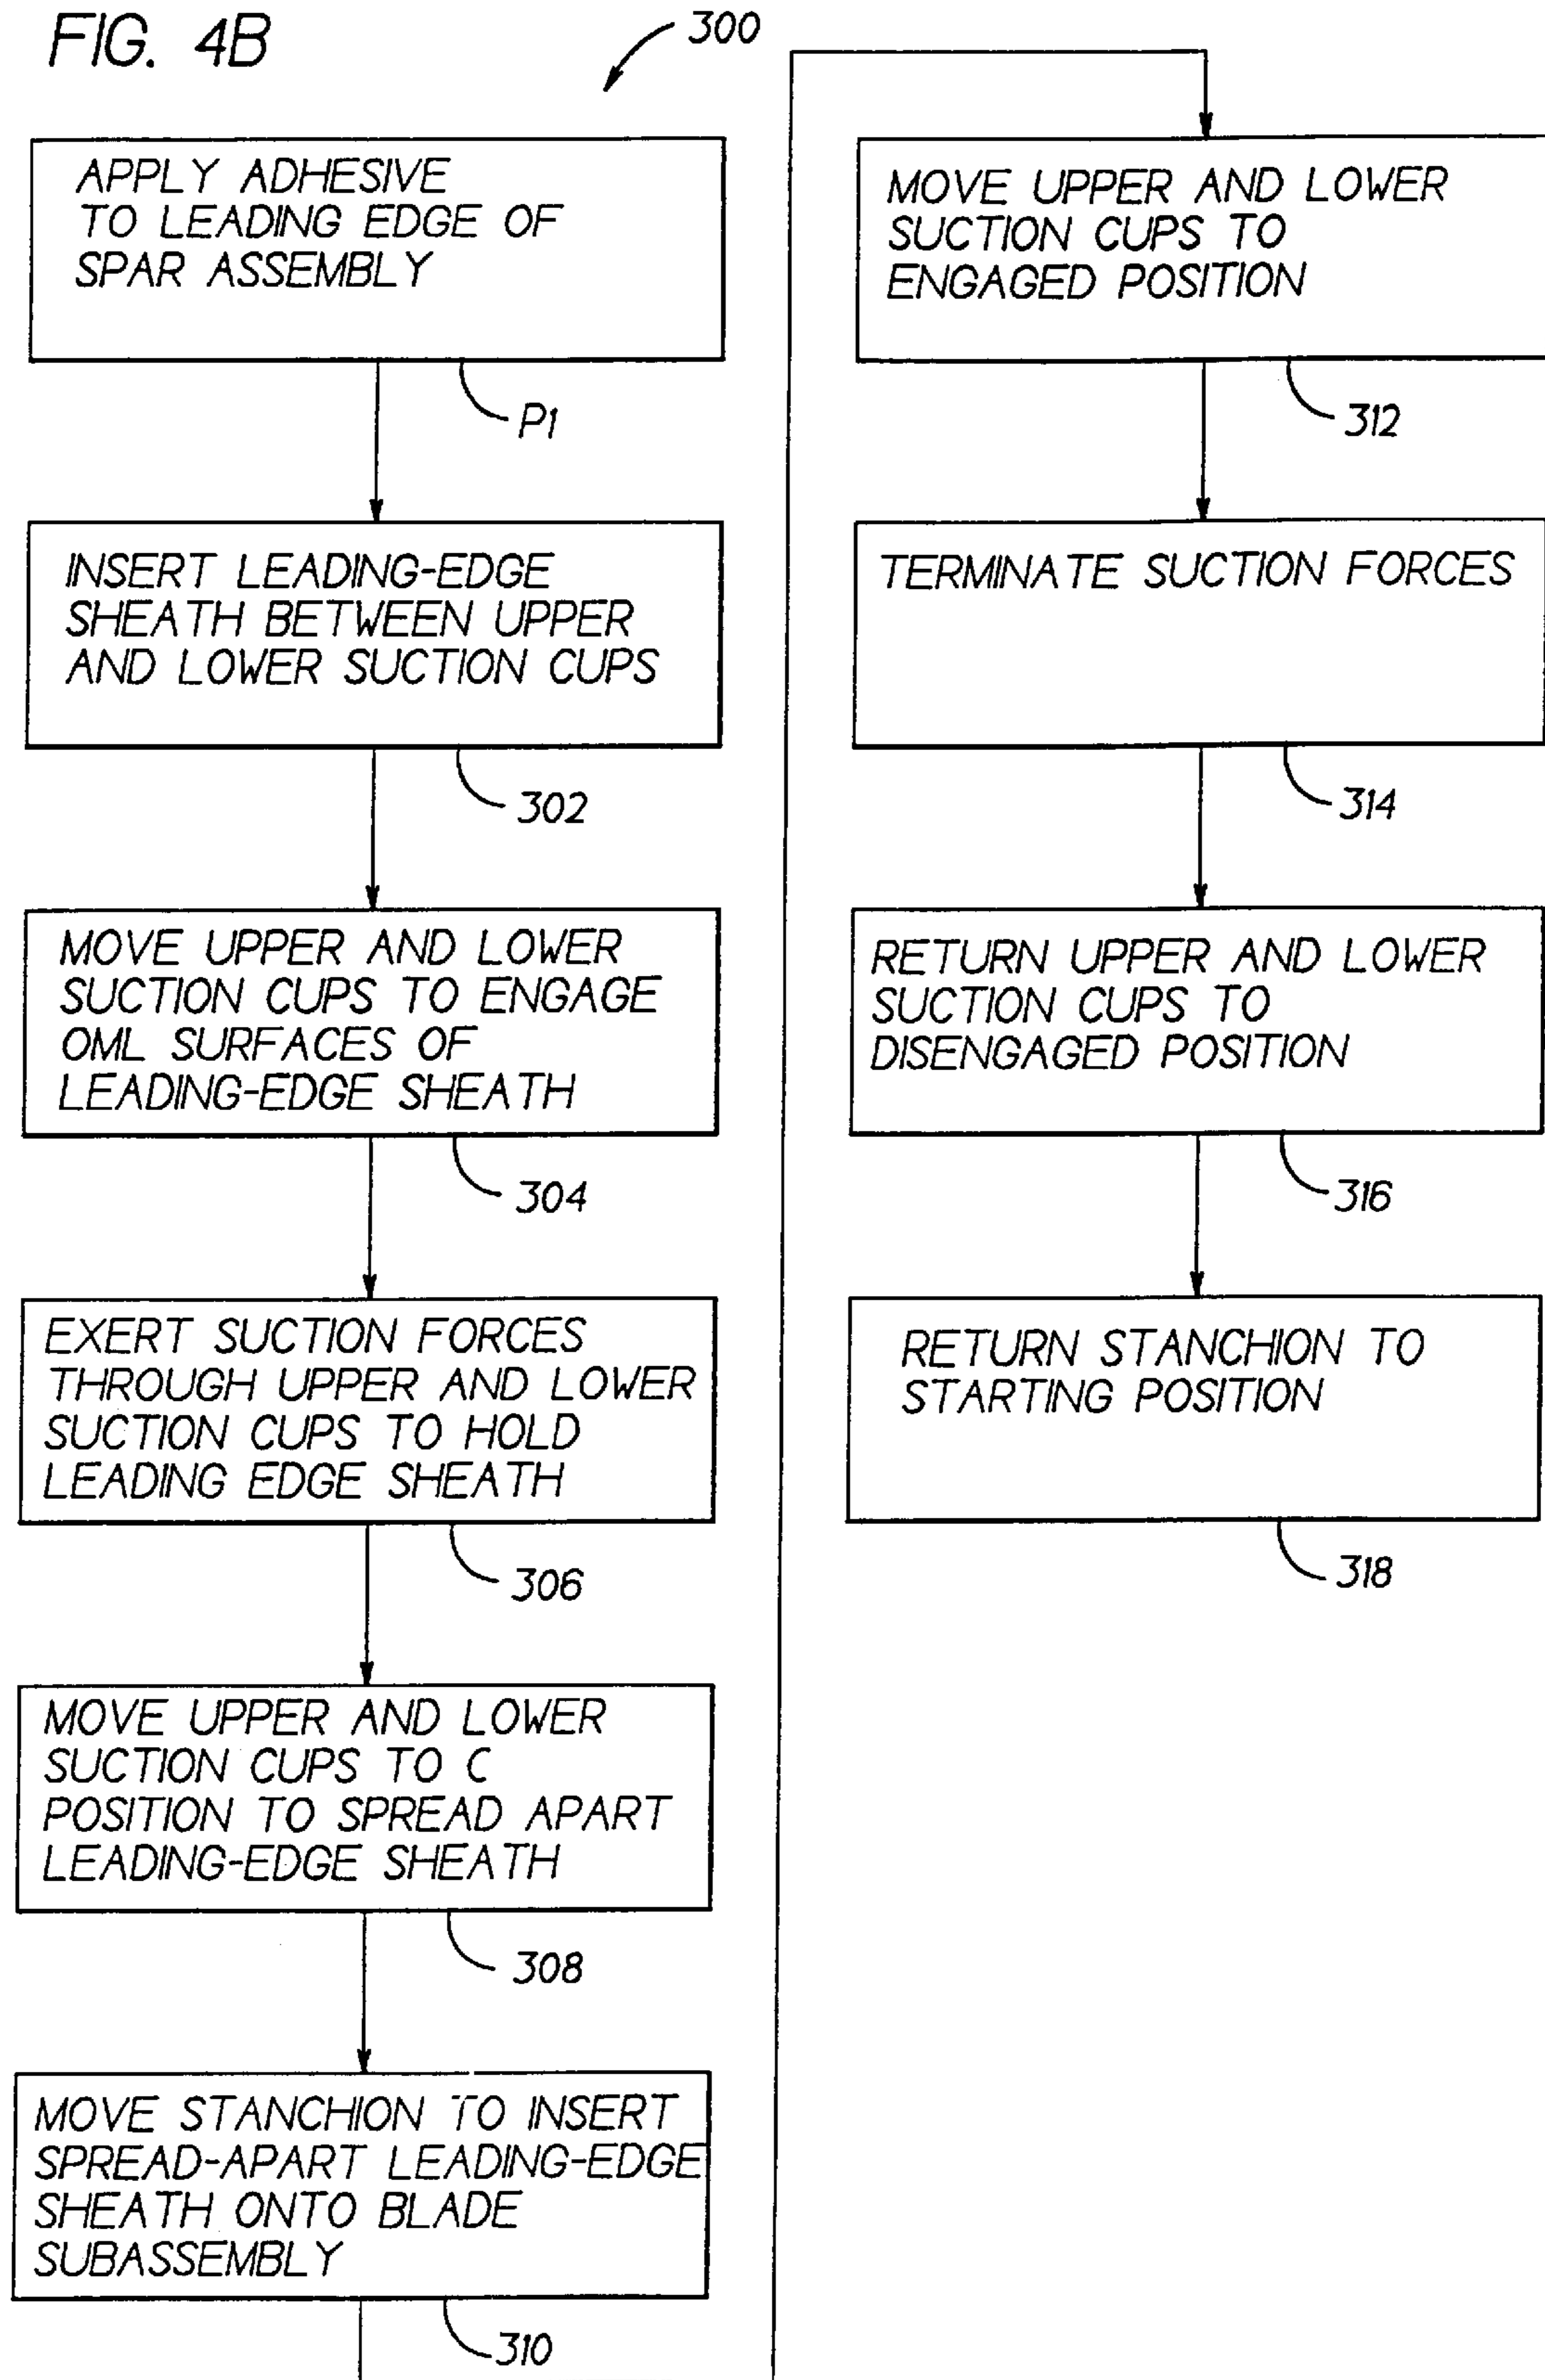 FIG. 4B
300
APPLY ADHESIVE
TO LEADING EDGE OF
SPAR ASSEMBLY
P1
INSERT LEADING-EDGE
SHEATH BETWEEN UPPER
AND LOWER SUCTION CUPS
302
MOVE UPPER AND LOWER
SUCTION CUPS TO ENGAGE
OML SURFACES OF
LEADING-EDGE SHEATH
304
EXERT SUCTION FORCES
THROUGH UPPER AND LOWER
SUCTION CUPS TO HOLD
LEADING EDGE SHEATH
306
MOVE UPPER AND LOWER
SUCTION CUPS TO C
POSITION TO SPREAD APART
LEADING-EDGE SHEATH
308
MOVE STANCHION TO INSERT
SPREAD-APART LEADING-EDGE
SHEATH ONTO BLADE
SUBASSEMBLY
310
MOVE UPPER AND LOWER
SUCTION CUPS TO
ENGAGED POSITION
312
TERMINATE SUCTION FORCES
314
RETURN UPPER AND LOWER
SUCTION CUPS TO
DISENGAGED POSITION
316
RETURN STANCHION TO
STARTING POSITION
318